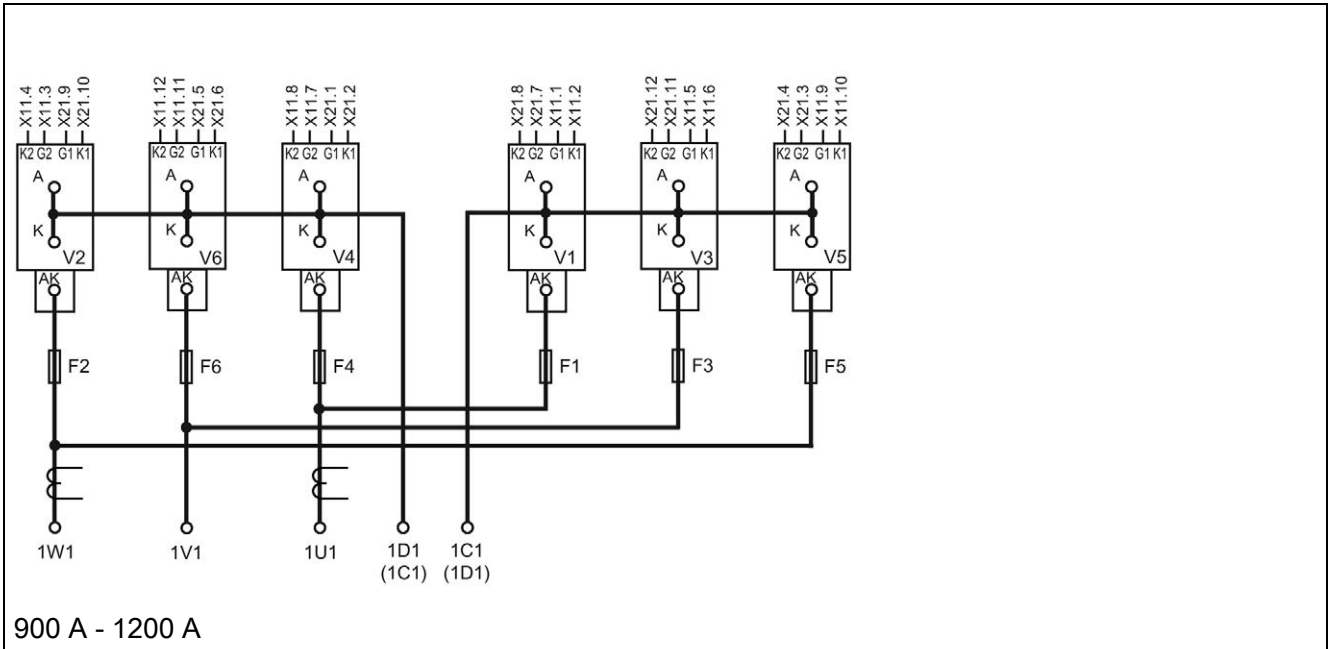 X11.4 X11.3 X21.9 X21.10 X11.12 X11.11 X21.5 X21.6 X11.8 X11.7 X21.1 X21.2 X21.8 X21.7 X11.1 X11.2 X21.12 X21.11 X11.5 X11.6 X21.4 X21.3 X11.9 X11.10
K2 G2 G1 K1 K2 G2 G1 K1 K2 G2 G1 K1 K2 G2 G1 K1 K2 G2 G1 K1 K2 G2 G1 K1
A A A A A A
K K K K K K
V2 V6 V4 V1 V3 V5
AK AK AK AK AK AK
F2 F6 F4 F1 F3 F5
1W1 1V1 1U1 1D1 1C1
(1C1) (1D1)
900 A - 1200 A